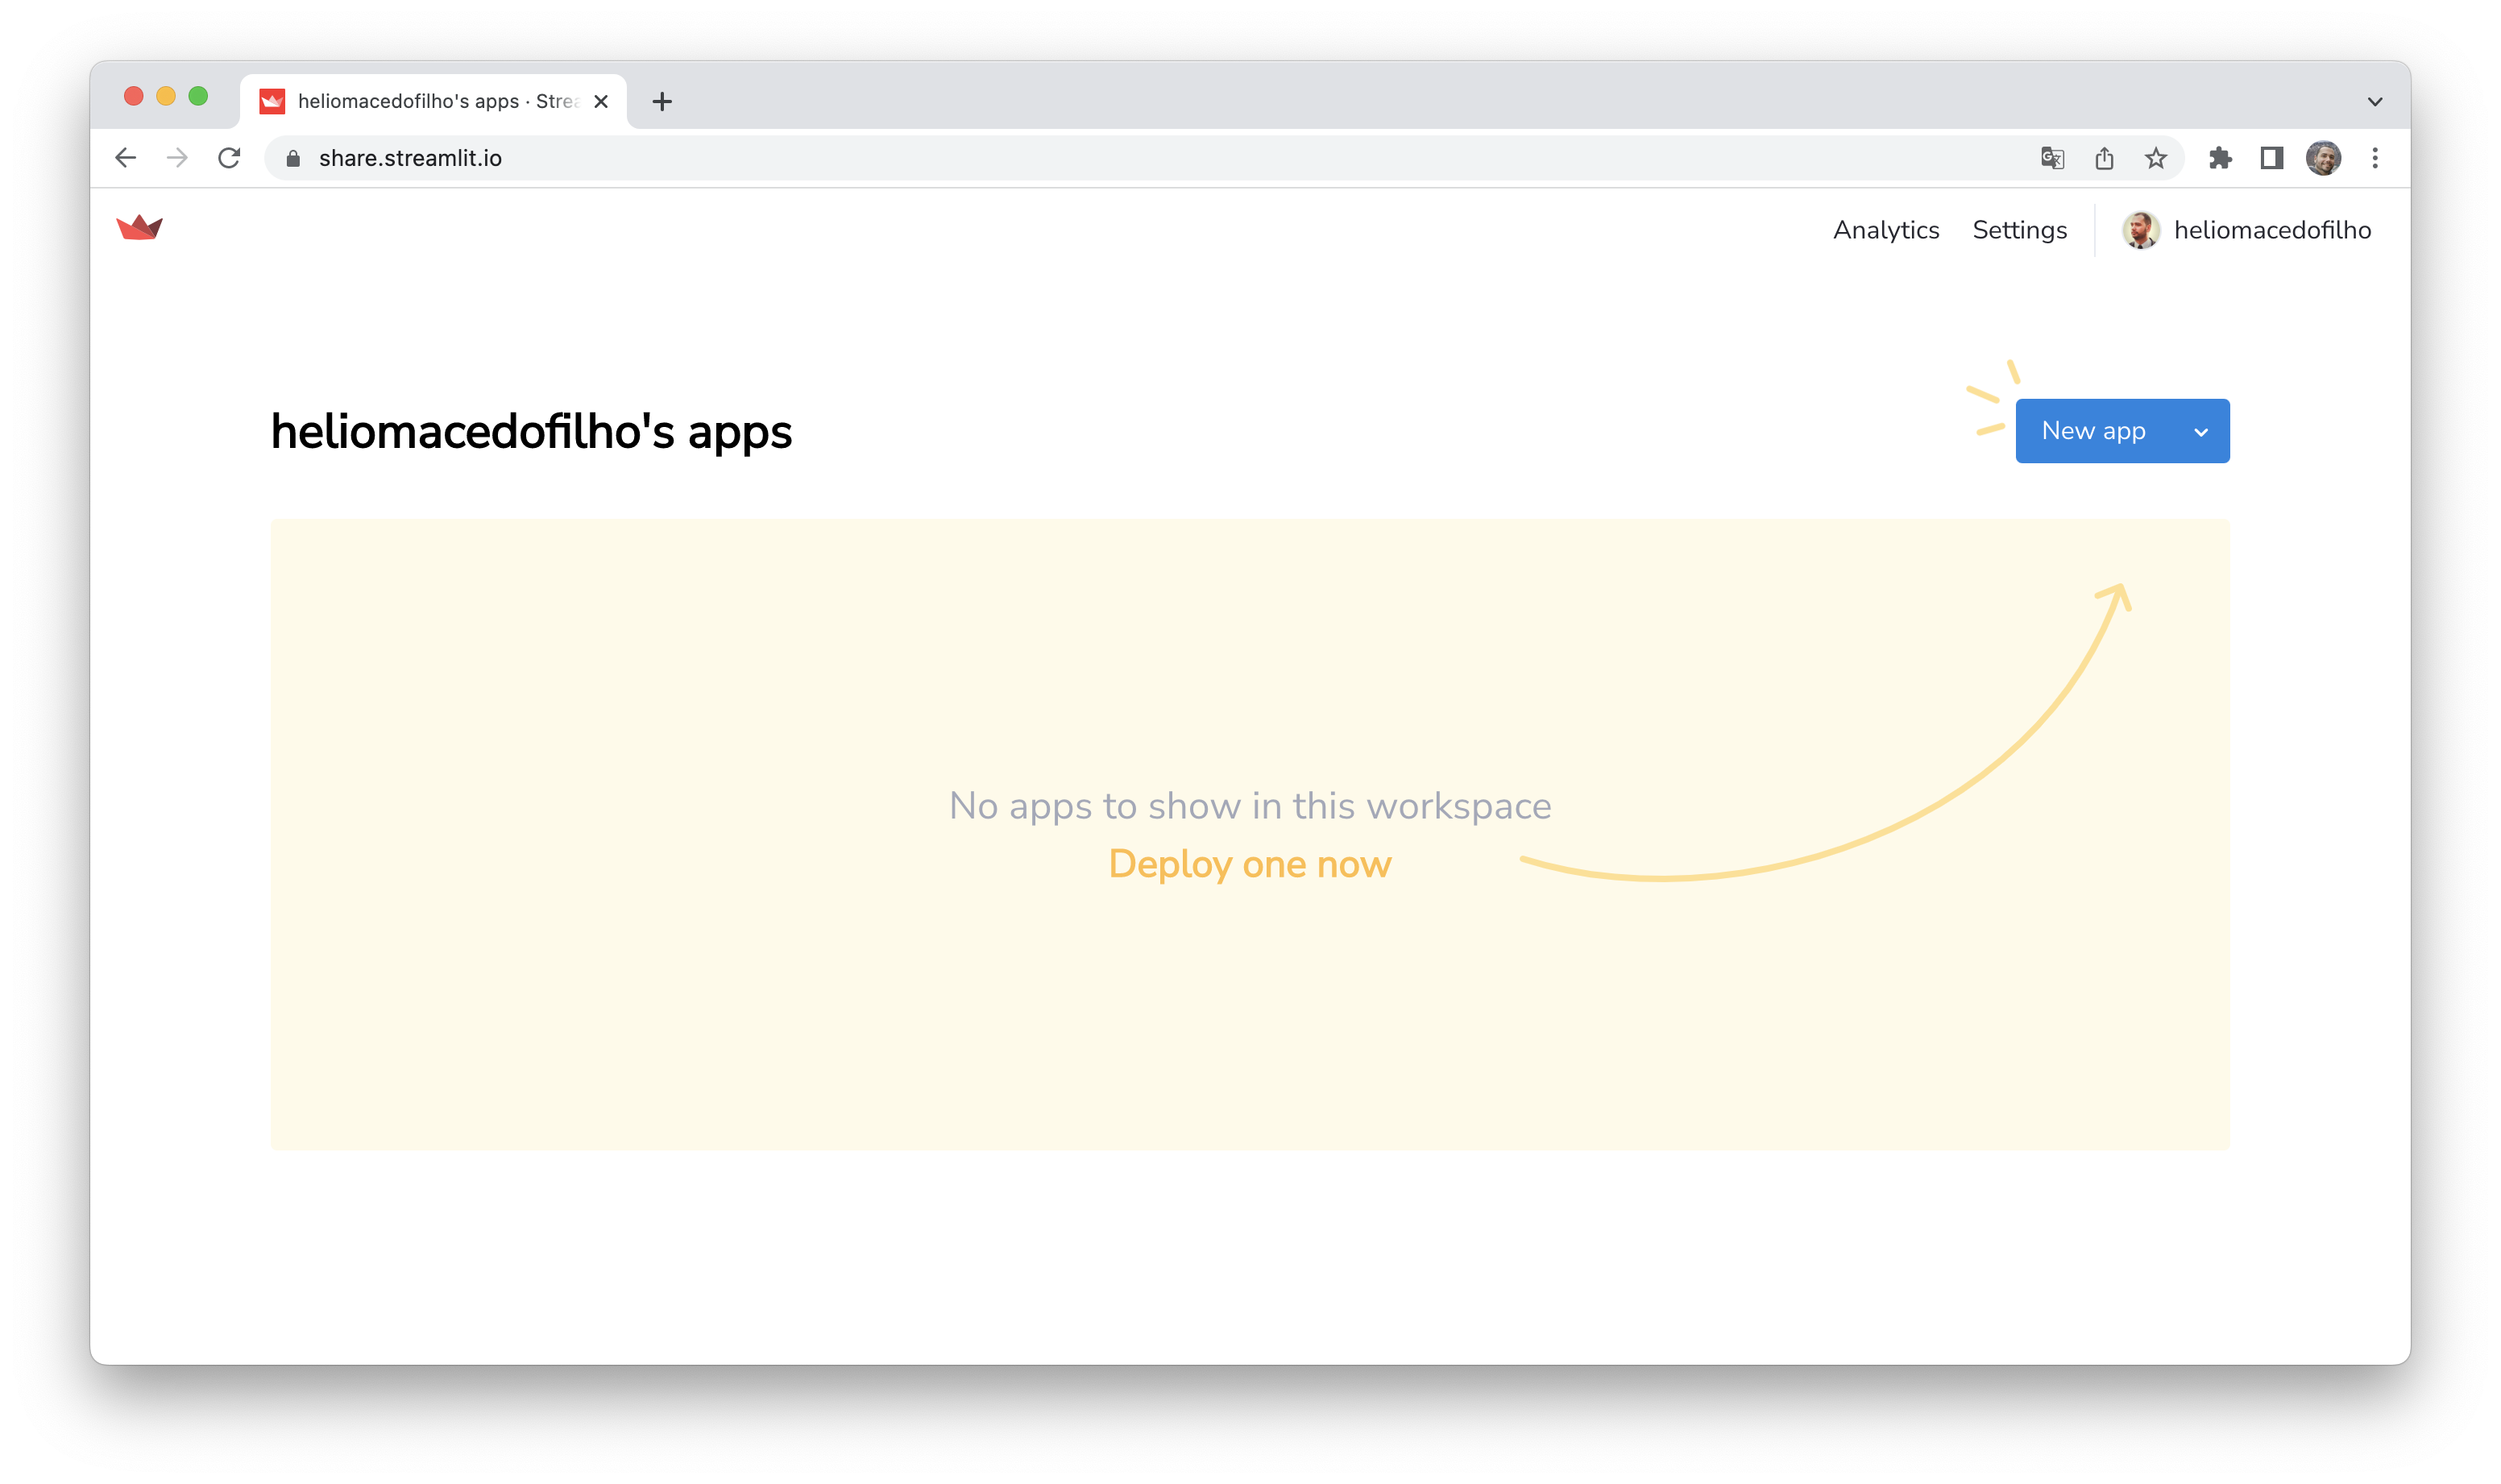 heliomacedofilho's apps · Strea
share.streamlit.io
Analytics Settings heliomacedofilho
heliomacedofilho's apps
New app
No apps to show in this workspace
Deploy one now